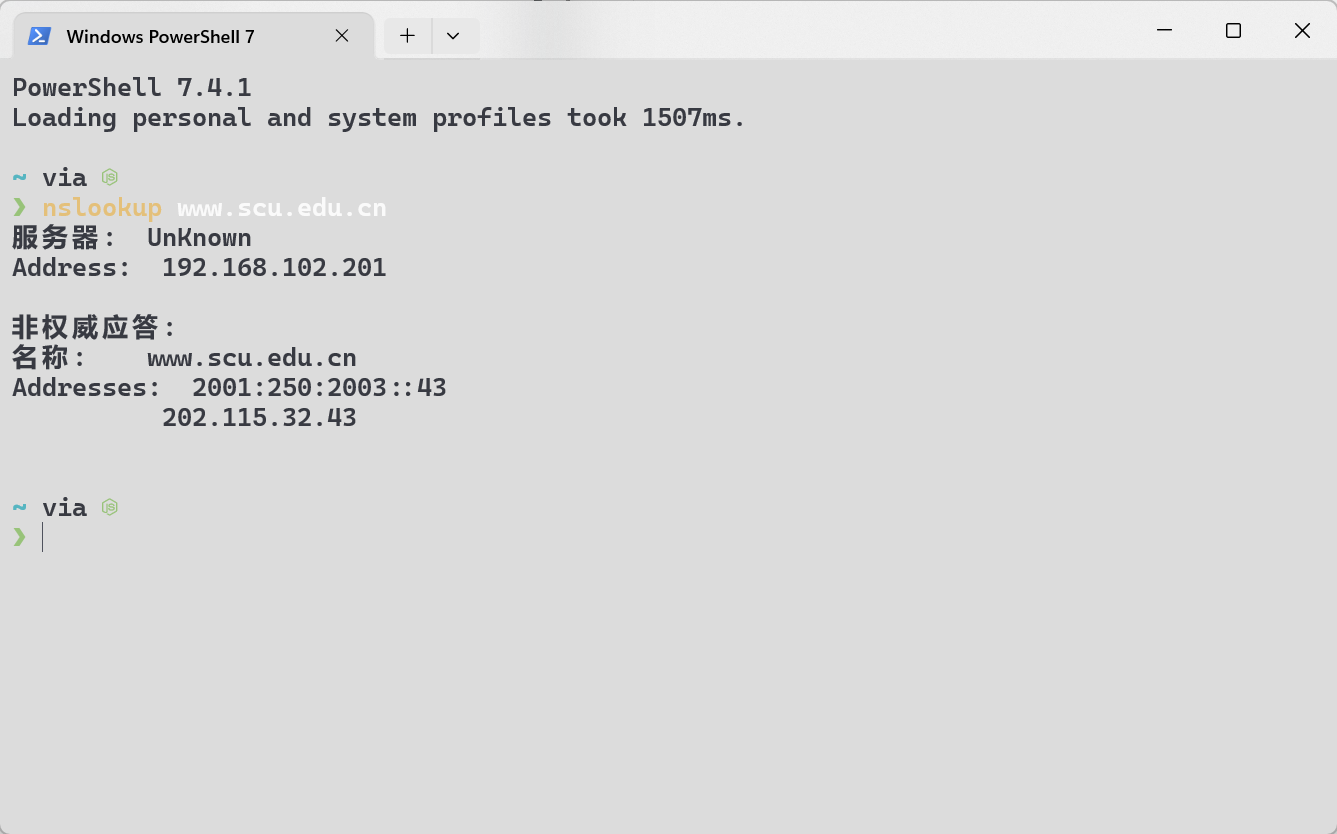 Windows PowerShell 7
PowerShell 7.4.1
Loading personal and system profiles took 1507ms.
~ via
❯ nslookup www.scu.edu.cn
服务器:  UnKnown
Address:  192.168.102.201
非权威应答:
名称:    www.scu.edu.cn
Addresses:  2001:250:2003::43
202.115.32.43
~ via
❯